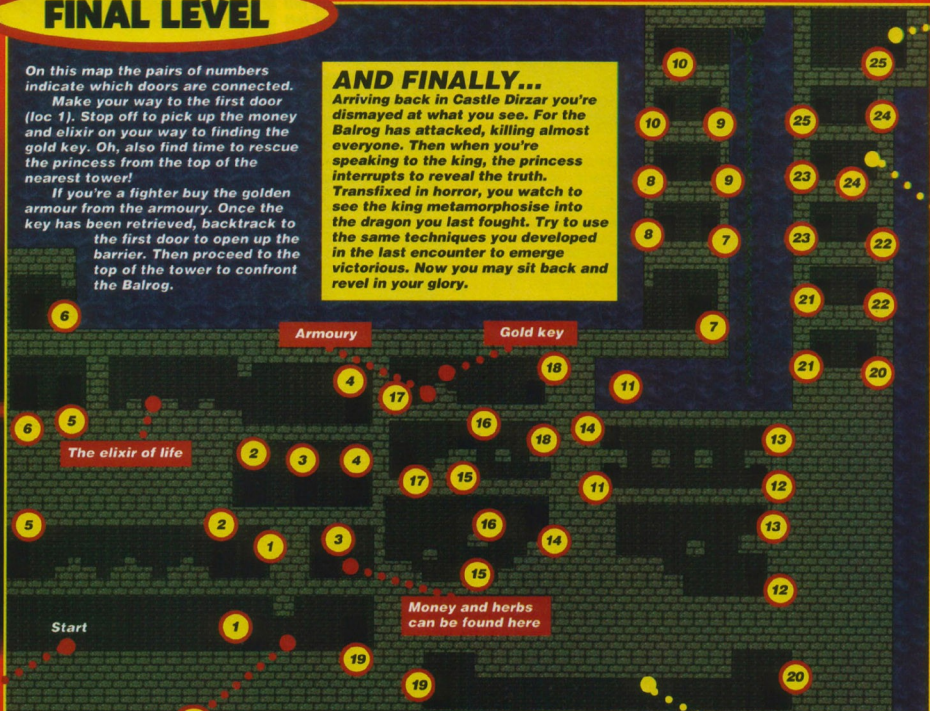 FINAL LEVEL
On this map the pairs of numbers
indicate which doors are connected.
Make your way to the first door
(loc 1). Stop off to pick up the money
and elixir on your way to finding the
gold key. Oh, also find time to rescue
the princess from the top of the
nearest tower!
If you're a fighter buy the golden
armour from the armoury. Once the
key has been retrieved, backtrack to
the first door to open up the
barrier. Then proceed to the
top of the tower to confront
the Balrog.
AND FINALLY...
Arriving back in Castle Dirzar you're
dismayed at what you see. For the
Balrog has attacked, killing almost
everyone. Then when you're
speaking to the king, the princess
interrupts to reveal the truth.
Transfixed in horror, you watch to
see the king metamorphosise into
the dragon you last fought. Try to use
the same techniques you developed
in the last encounter to emerge
victorious. Now you may sit back and
revel in your glory.
10 25
10 9 25 24
8 9 23 24
8 7 23 22
6 21 22
7
Armoury Gold key
4 17 18 11 21 20
6 5 16 18 14 13
The elixir of life
2 3 4 17 15 11 12
5 2 1 3 16 14 13
15 12
Money and herbs
can be found here
Start 1
19 19 20